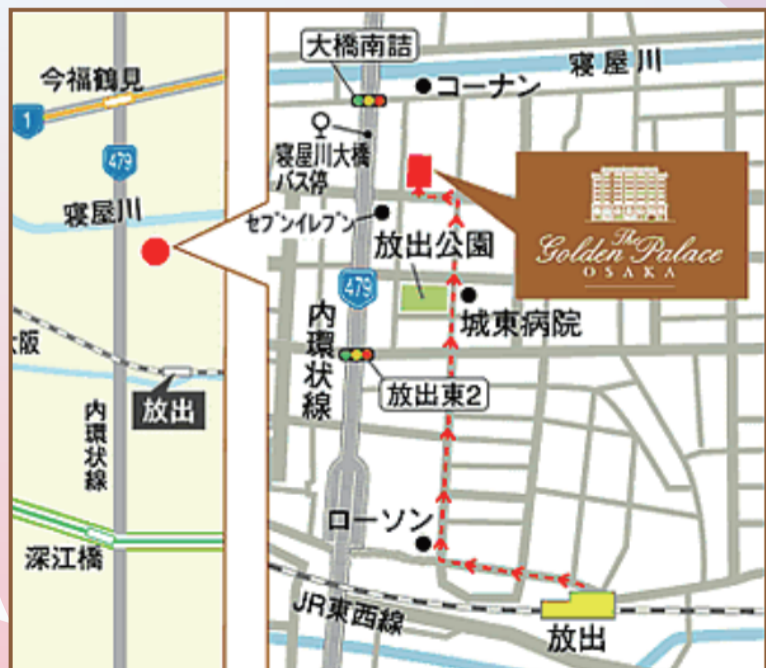 今福鶴見
1
479
寝屋川
大阪
放出
内環状線
深江橋
大橋南詰
寝屋川
コーナン
寝屋川大橋
バス停
セブンイレブン
放出公園
The
Golden Palace
OSAKA
479
城東病院
内環状線
放出東2
ローソン
JR東西線
放出